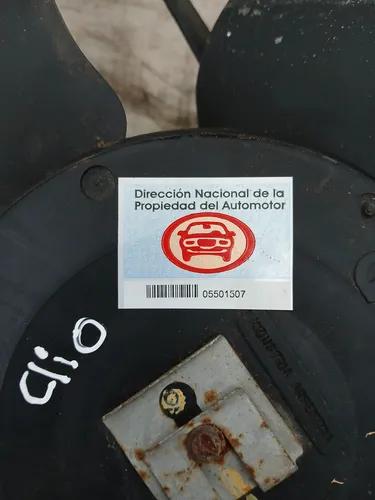 Dirección Nacional de la
Propiedad del Automotor
05501507
Clio